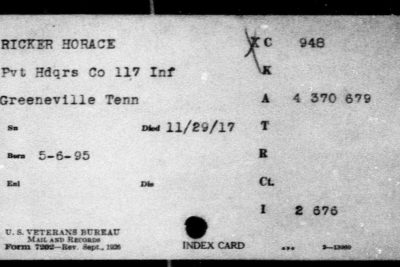 RICKER HORACE X C 948
Pvt Hdqrs Co 117 Inf K
Greeneville Tenn A 4 370 679
Sn Died 11/29/17 T
Born 5-6-95 R
Enl Dis CL
I 2 676
U. S. VETERANS BUREAU
MAIL AND RECORDS
Form 7202—Rev. Sept., 1926 INDEX CARD